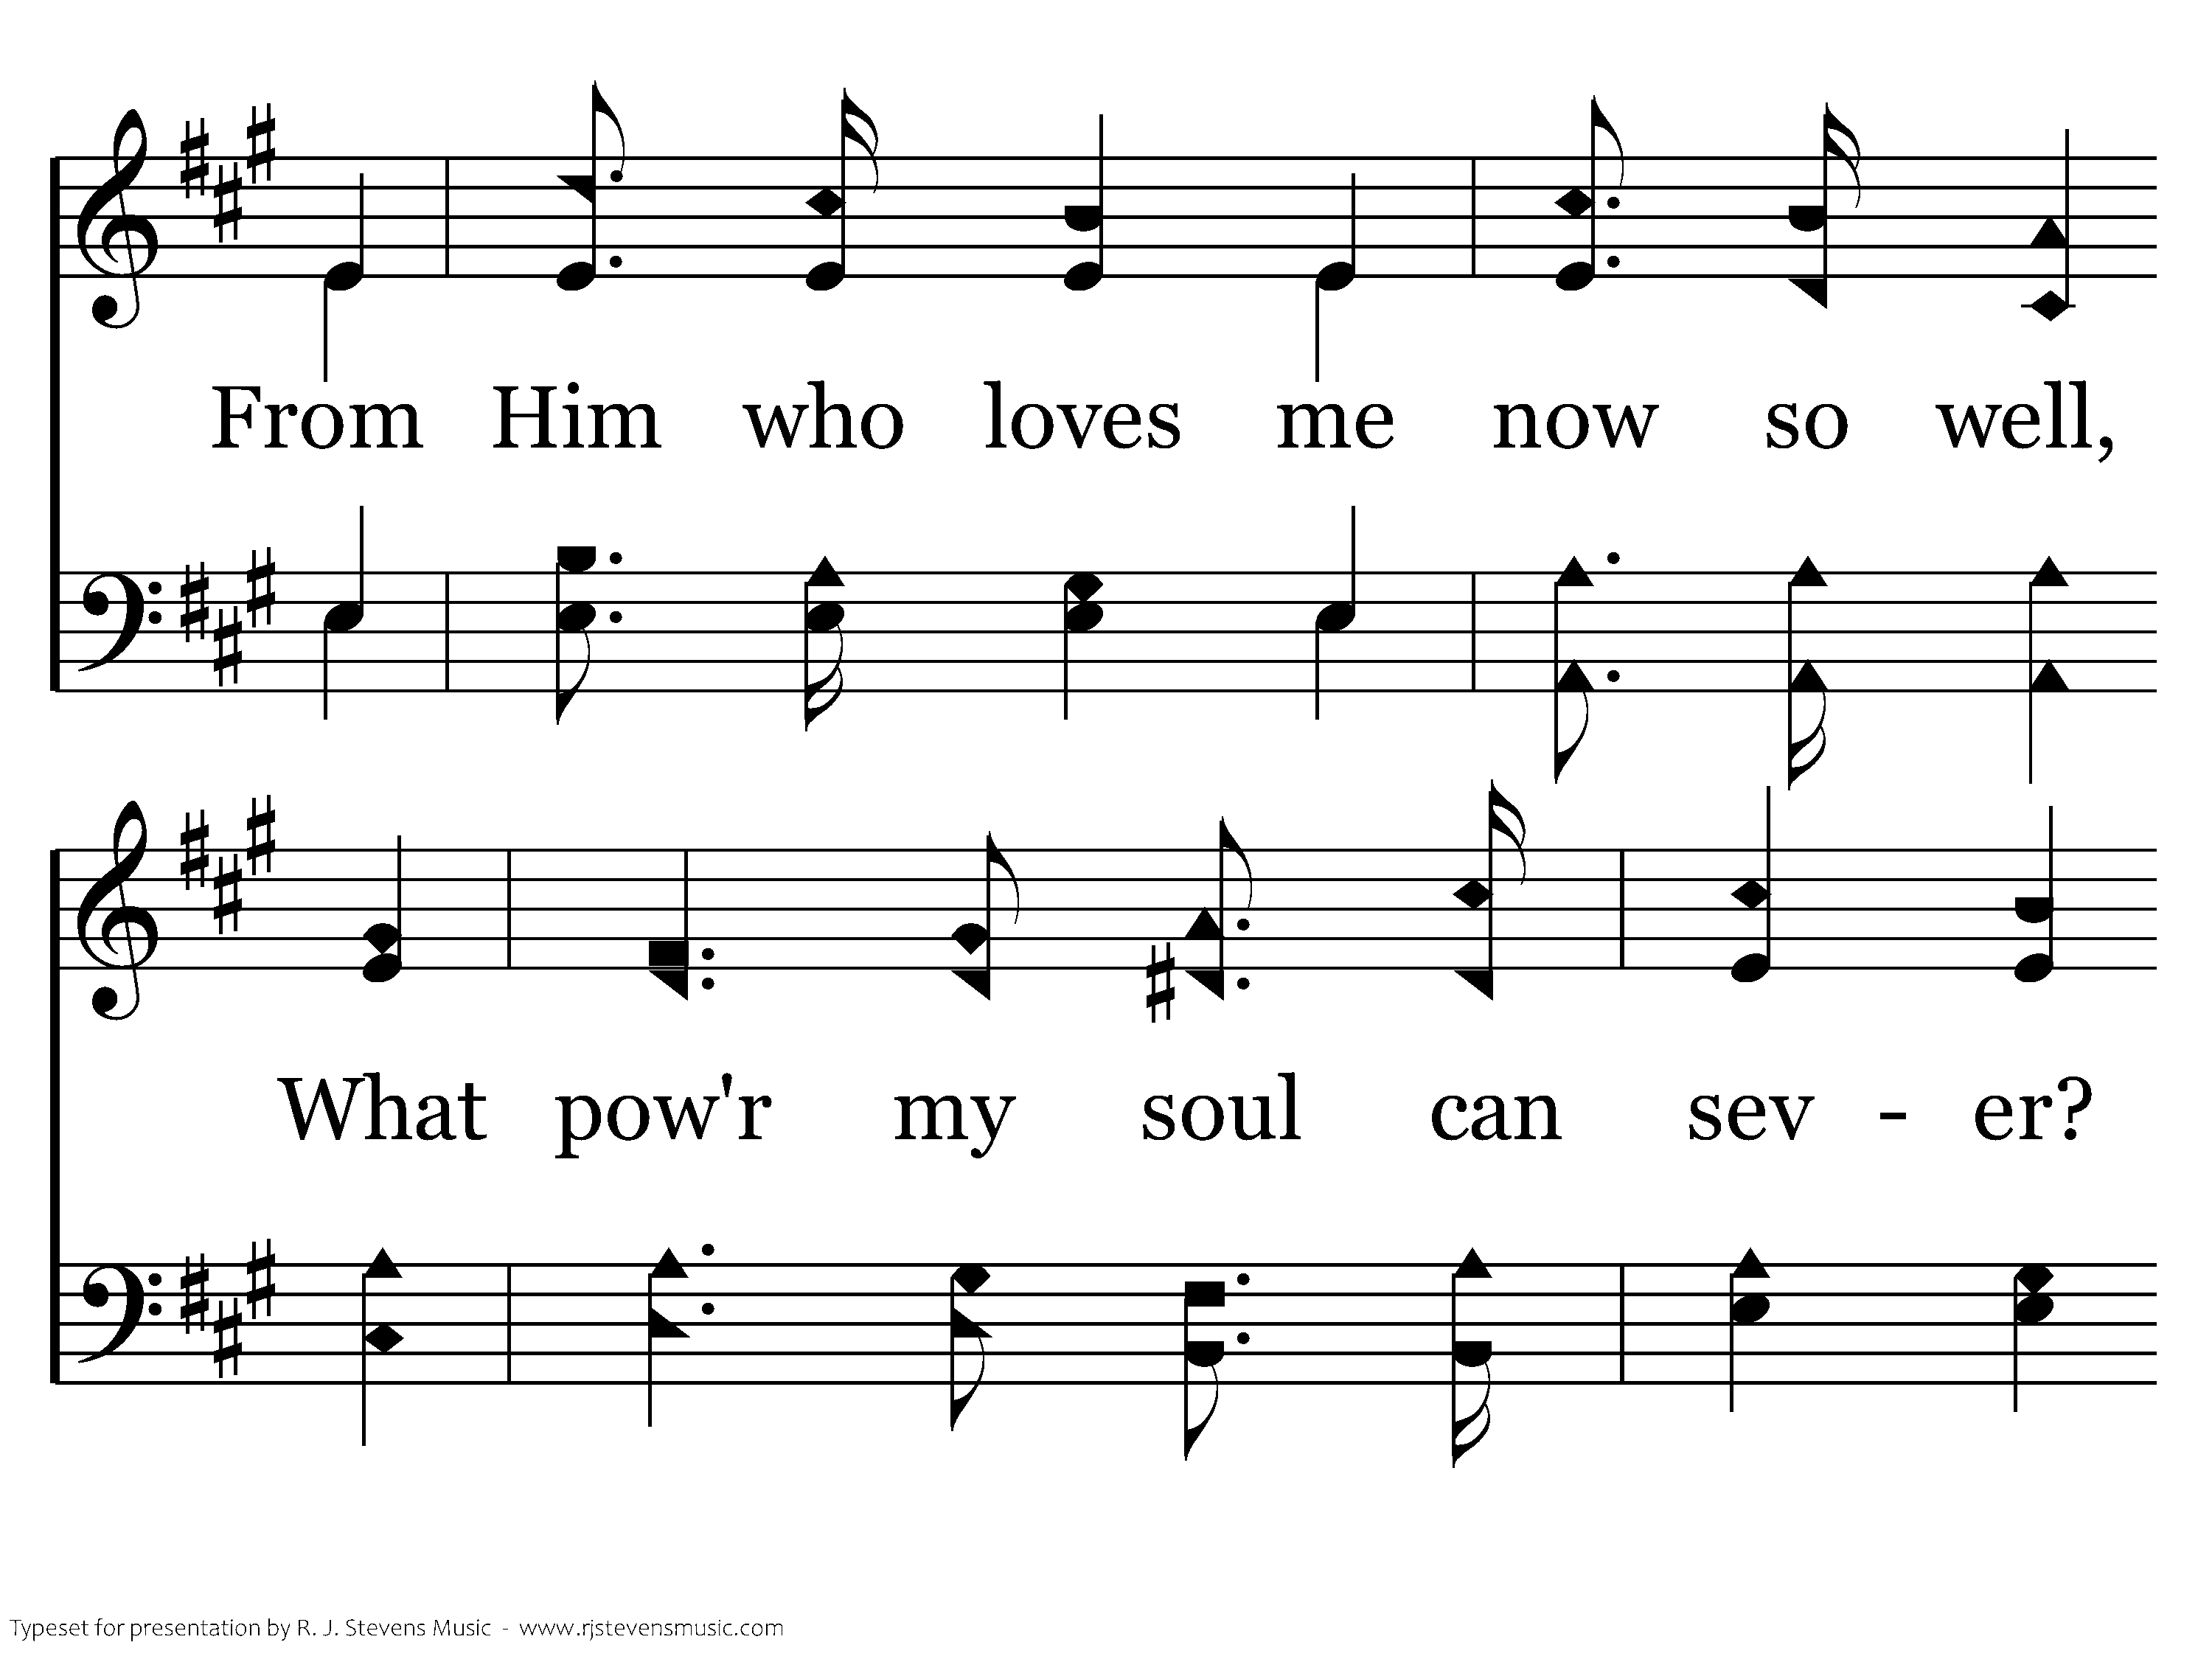 From Him who loves me now so well,
What pow'r my soul can sev - er?
Typeset for presentation by R. J. Stevens Music - www.rjstevensmusic.com